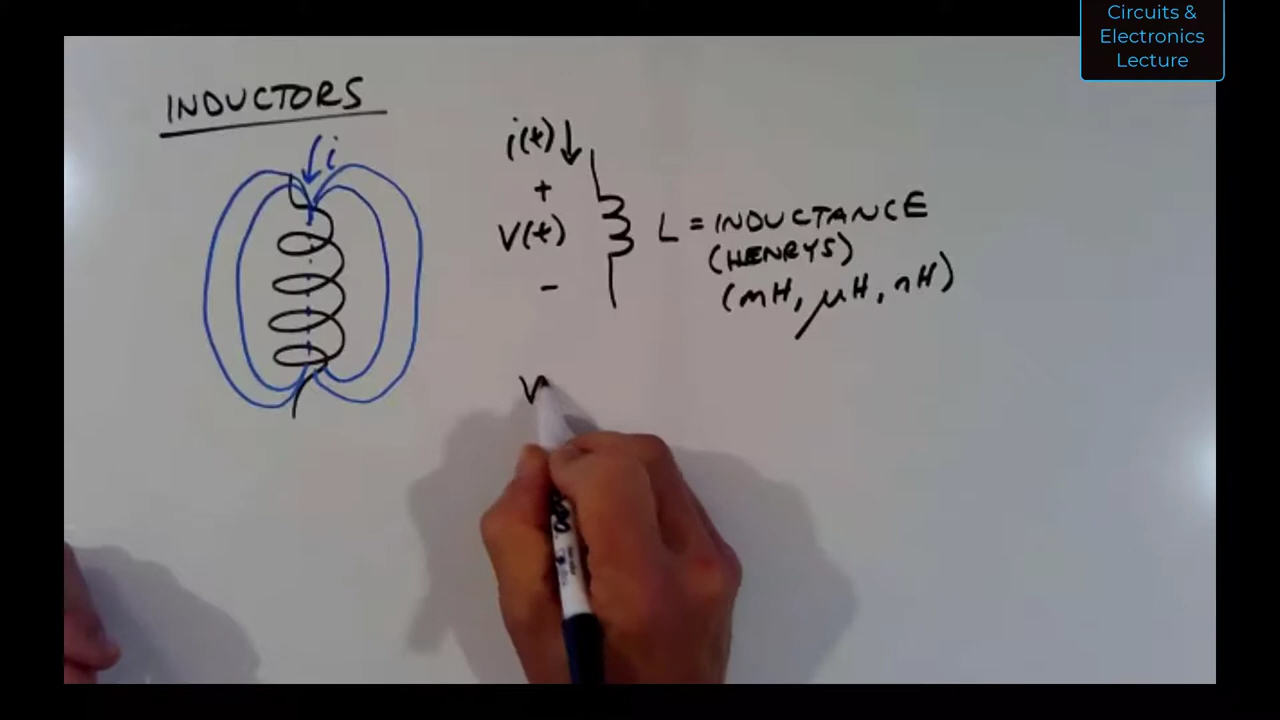 Circuits &
Electronics
Lecture
INDUCTORS
i
i(t)
+
V(t)
-
L = INDUCTANCE
(HENRYS)
(mH, μH, nH)
V